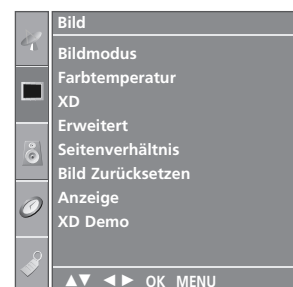 Bild
Bildmodus
Farbtemperatur
XD
Erweitert
Seitenverhältnis
Bild Zurücksetzen
Anzeige
XD Demo
▲▼ ◄► OK MENU